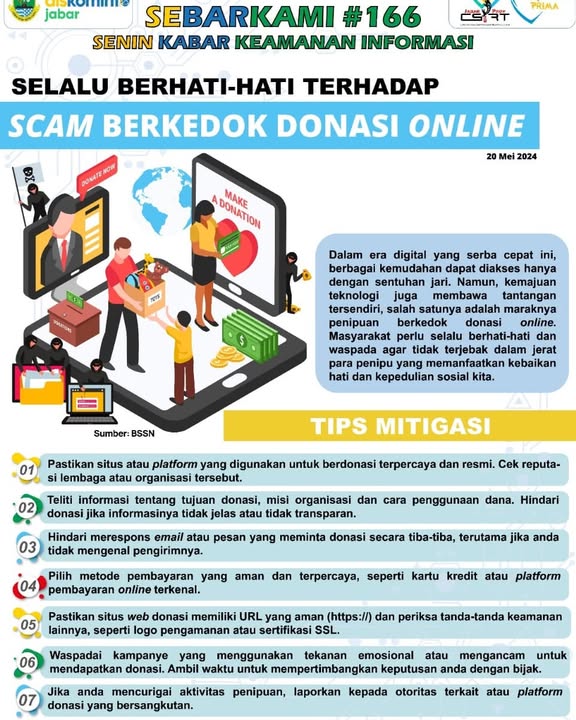 diskominfo
jabar
SEBARKAMI #166
SENIN KABAR KEAMANAN INFORMASI
CSIRT
PRIMA
SELALU BERHATI-HATI TERHADAP
SCAM BERKEDOK DONASI ONLINE
20 Mei 2024
DONATE NOW
MAKE
A DONATION
TOYS
Dalam era digital yang serba cepat ini,
berbagai kemudahan dapat diakses hanya
dengan sentuhan jari. Namun, kemajuan
teknologi juga membawa tantangan
tersendiri, salah satunya adalah maraknya
penipuan berkedok donasi online.
Masyarakat perlu selalu berhati-hati dan
waspada agar tidak terjebak dalam jerat
para penipu yang memanfaatkan kebaikan
hati dan kepedulian sosial kita.
Sumber: BSSN
TIPS MITIGASI
01 Pastikan situs atau platform yang digunakan untuk berdonasi terpercaya dan resmi. Cek reputa-
si lembaga atau organisasi tersebut.
02 Teliti informasi tentang tujuan donasi, misi organisasi dan cara penggunaan dana. Hindari
donasi jika informasinya tidak jelas atau tidak transparan.
03 Hindari merespons email atau pesan yang meminta donasi secara tiba-tiba, terutama jika anda
tidak mengenal pengirimnya.
04 Pilih metode pembayaran yang aman dan terpercaya, seperti kartu kredit atau platform
pembayaran online terkenal.
05 Pastikan situs web donasi memiliki URL yang aman (https://) dan periksa tanda-tanda keamanan
lainnya, seperti logo pengamanan atau sertifikasi SSL.
06 Waspadai kampanye yang menggunakan tekanan emosional atau mengancam untuk
mendapatkan donasi. Ambil waktu untuk mempertimbangkan keputusan anda dengan bijak.
07 Jika anda mencurigai aktivitas penipuan, laporkan kepada otoritas terkait atau platform
donasi yang bersangkutan.